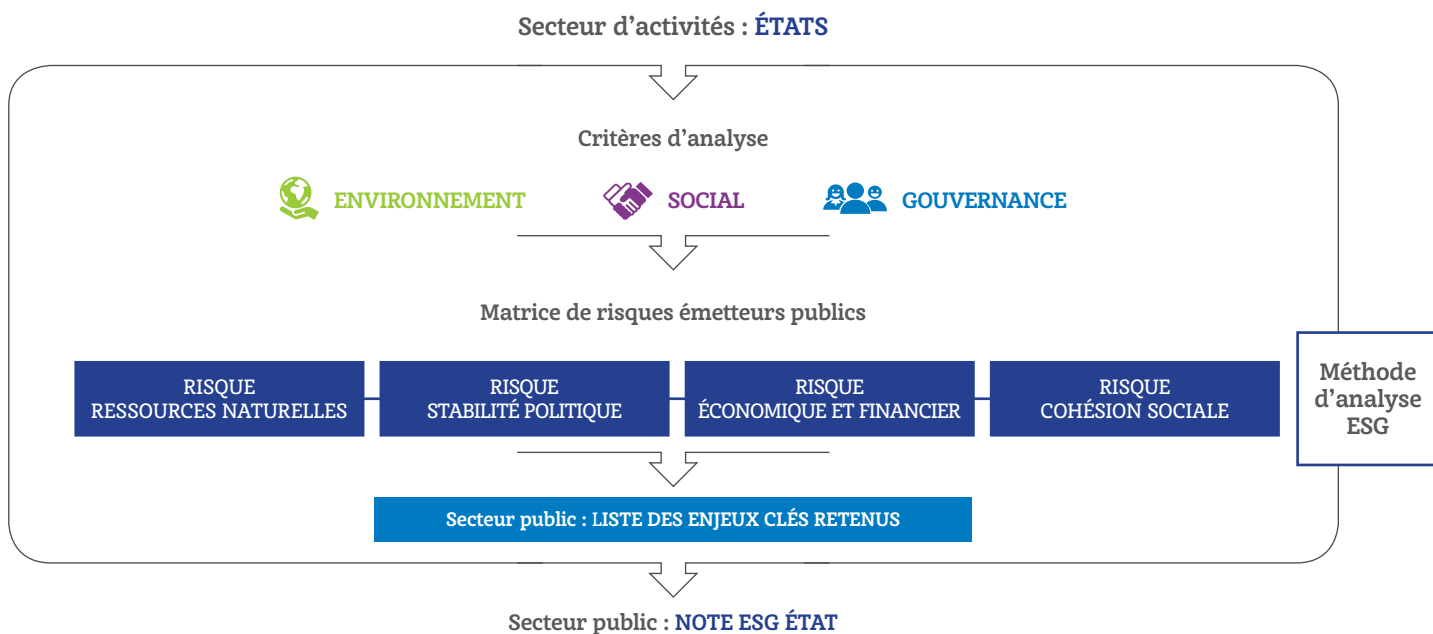 Secteur d’activités : ÉTATS
Critères d’analyse
ENVIRONNEMENT
SOCIAL
GOUVERNANCE
Matrice de risques émetteurs publics
RISQUE
RESSOURCES NATURELLES
RISQUE
STABILITÉ POLITIQUE
RISQUE
ÉCONOMIQUE ET FINANCIER
RISQUE
COHÉSION SOCIALE
Méthode
d’analyse
ESG
Secteur public : LISTE DES ENJEUX CLÉS RETENUS
Secteur public : NOTE ESG ÉTAT